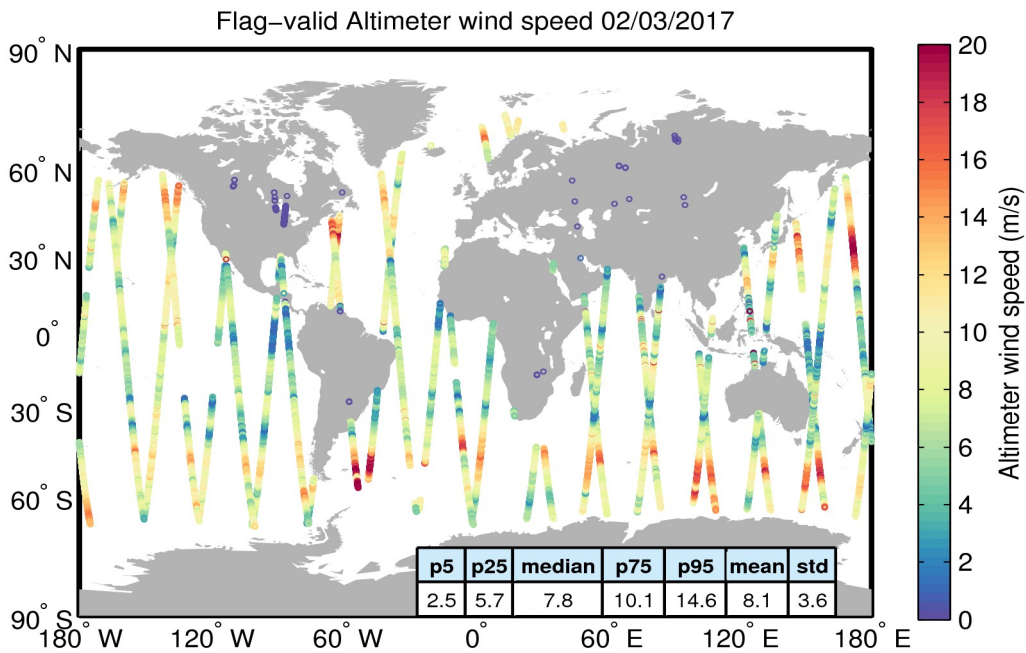 Flag−valid Altimeter wind speed 02/03/2017
90° N
60° N
30° N
0°
30° S
60° S
90° S
180° W
120° W
60° W
0°
60° E
120° E
180° E
p5 p25 median p75 p95 mean std
2.5 5.7 7.8 10.1 14.6 8.1 3.6
20
18
16
14
12
10
8
6
4
2
0
Altimeter wind speed (m/s)